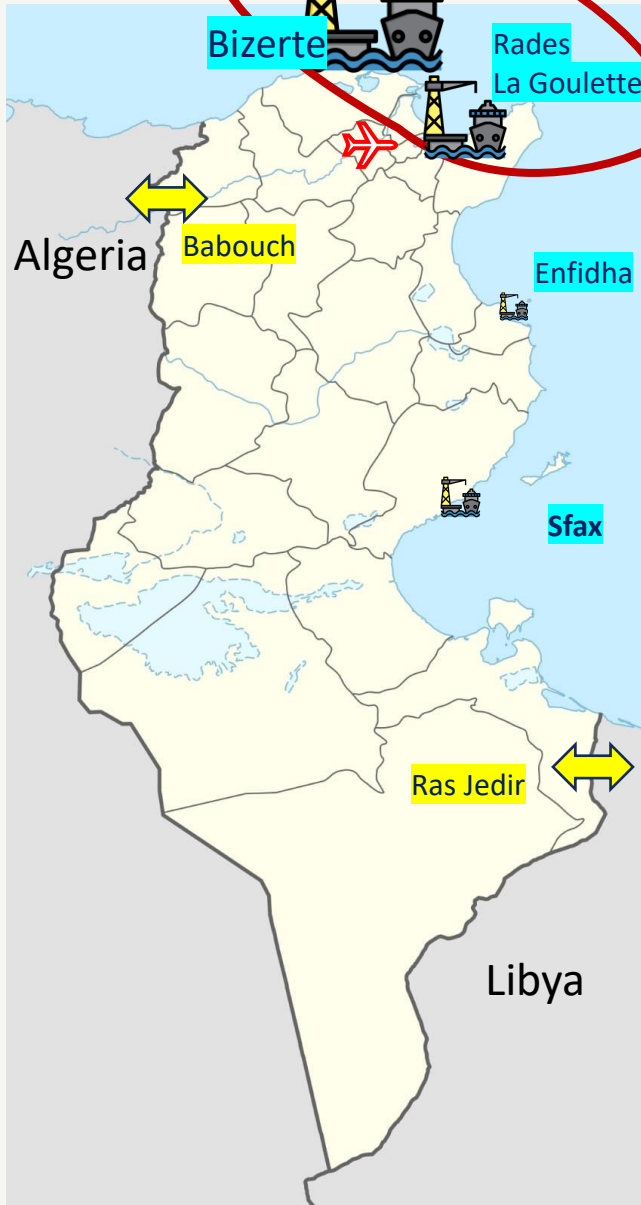 Bizerte
Rades
La Goulette
Algeria
Babouch
Enfidha
Sfax
Ras Jedir
Libya